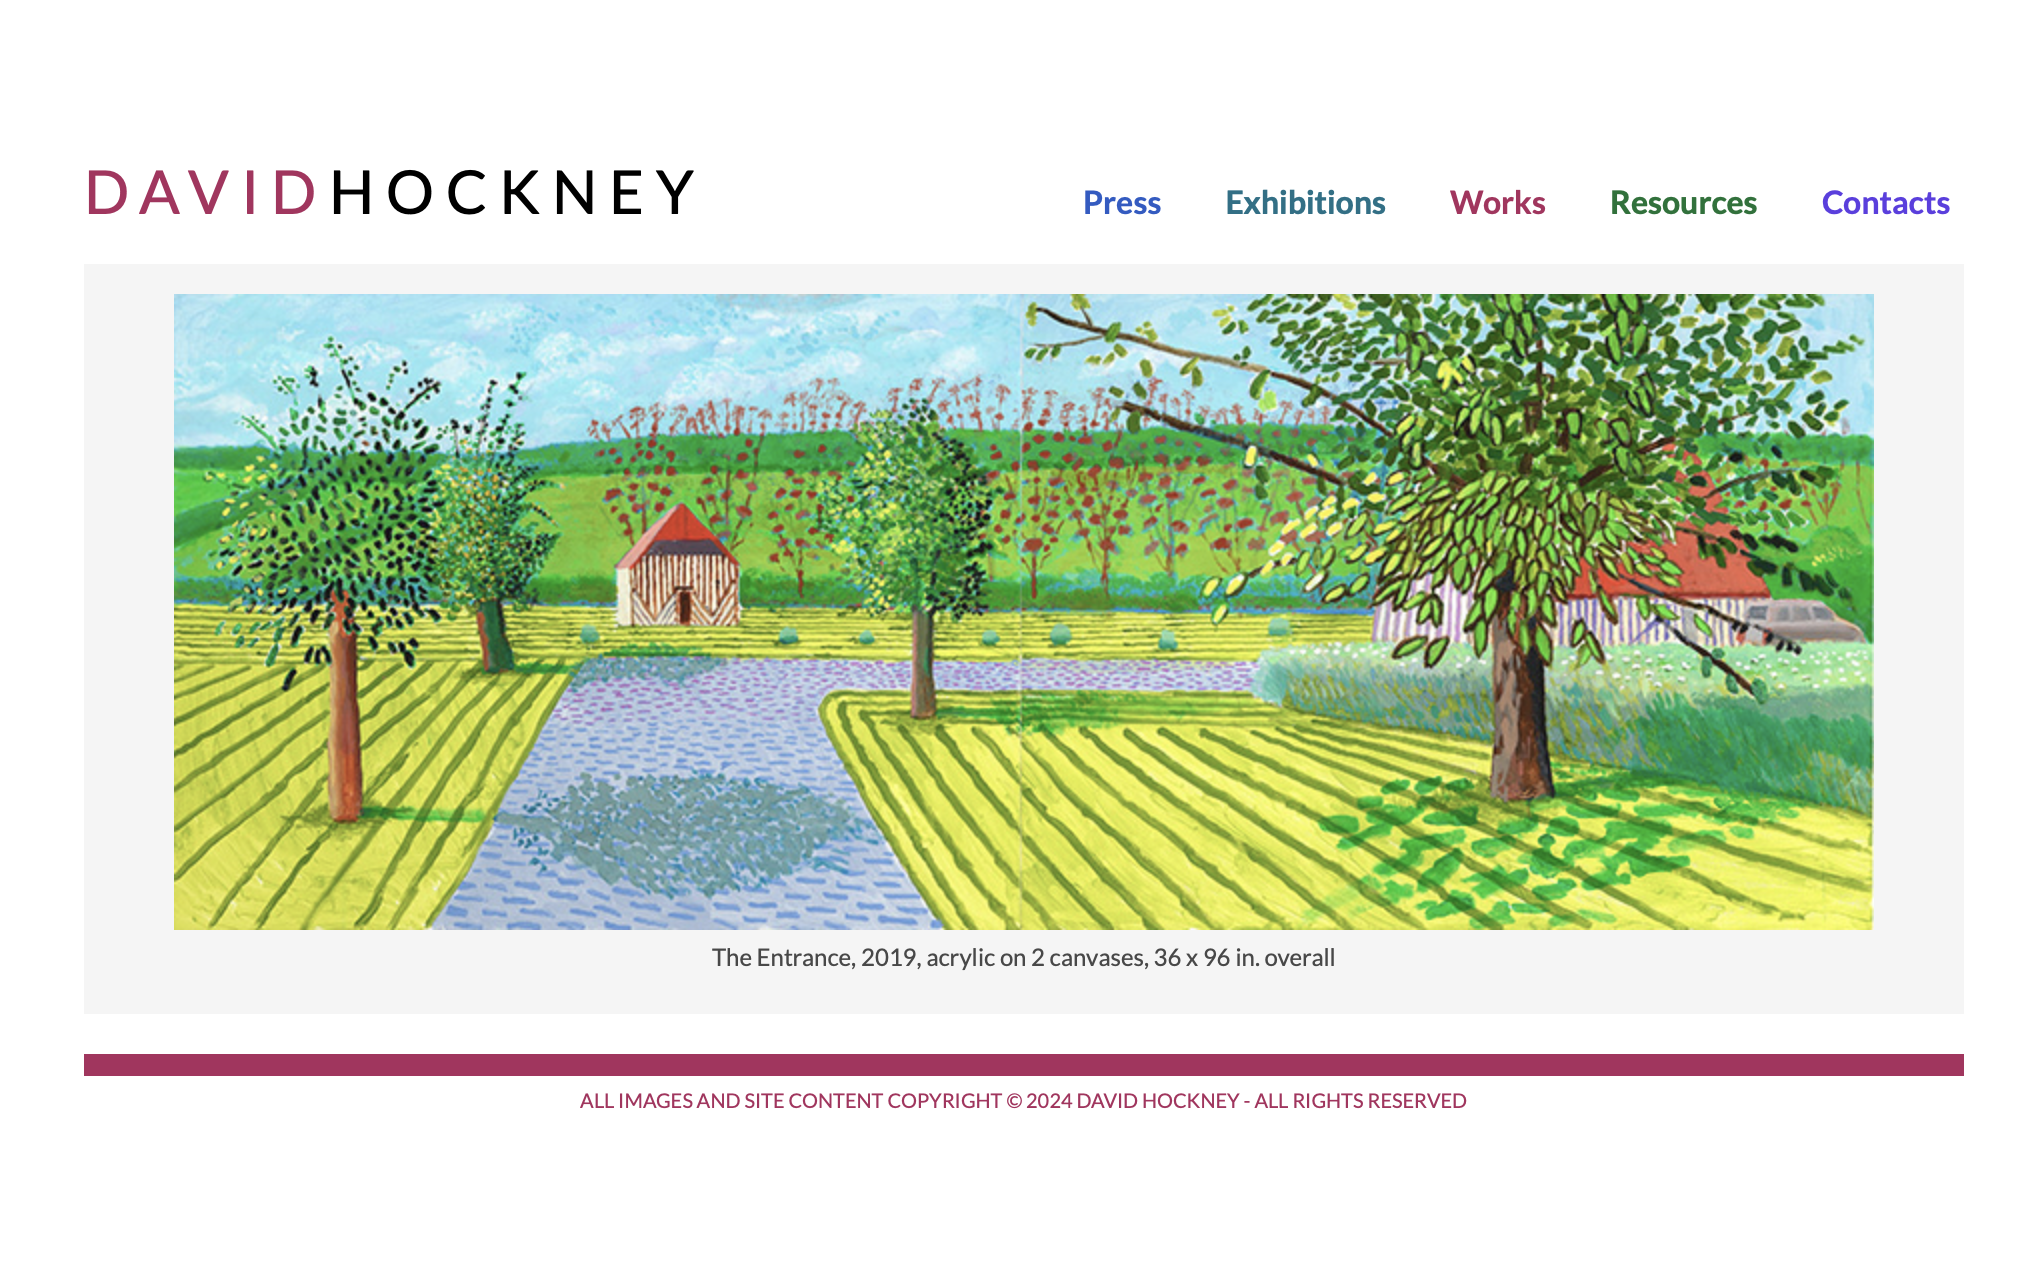 DAVIDHOCKNEY
Press Exhibitions Works Resources Contacts
The Entrance, 2019, acrylic on 2 canvases, 36 x 96 in. overall
ALL IMAGES AND SITE CONTENT COPYRIGHT © 2024 DAVID HOCKNEY - ALL RIGHTS RESERVED